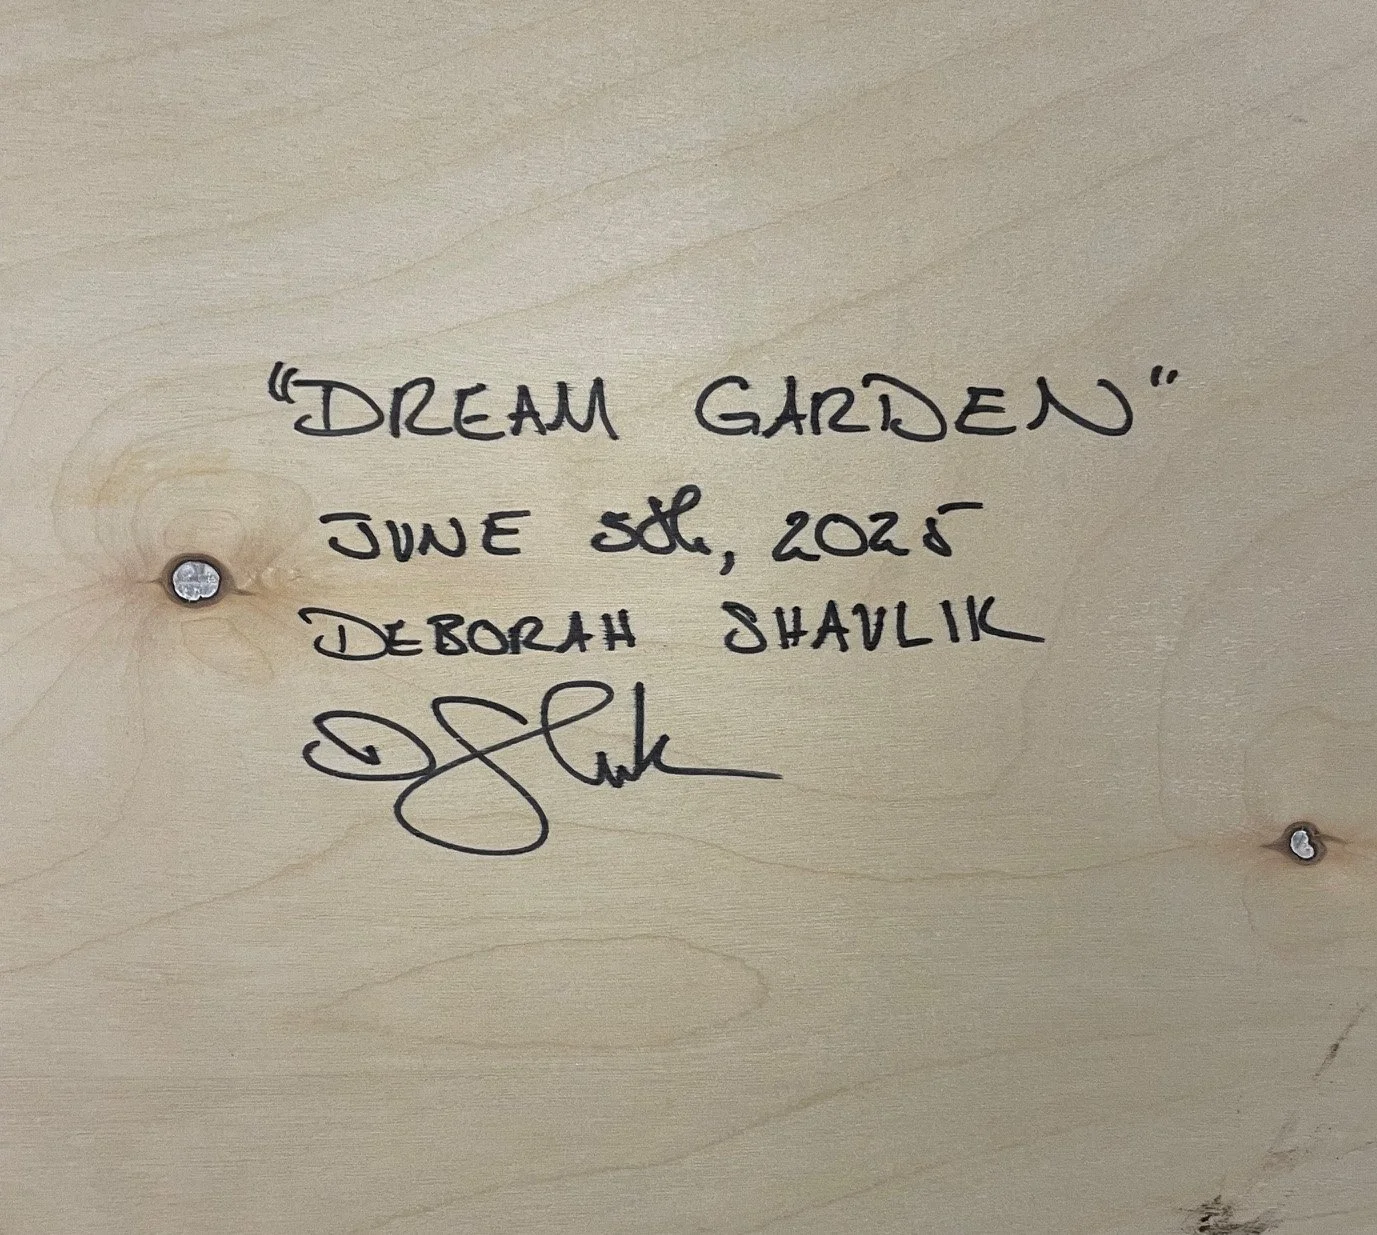 "DREAM GARDEN"
JUNE 5th, 2025
DEBORAH SHAVLIK